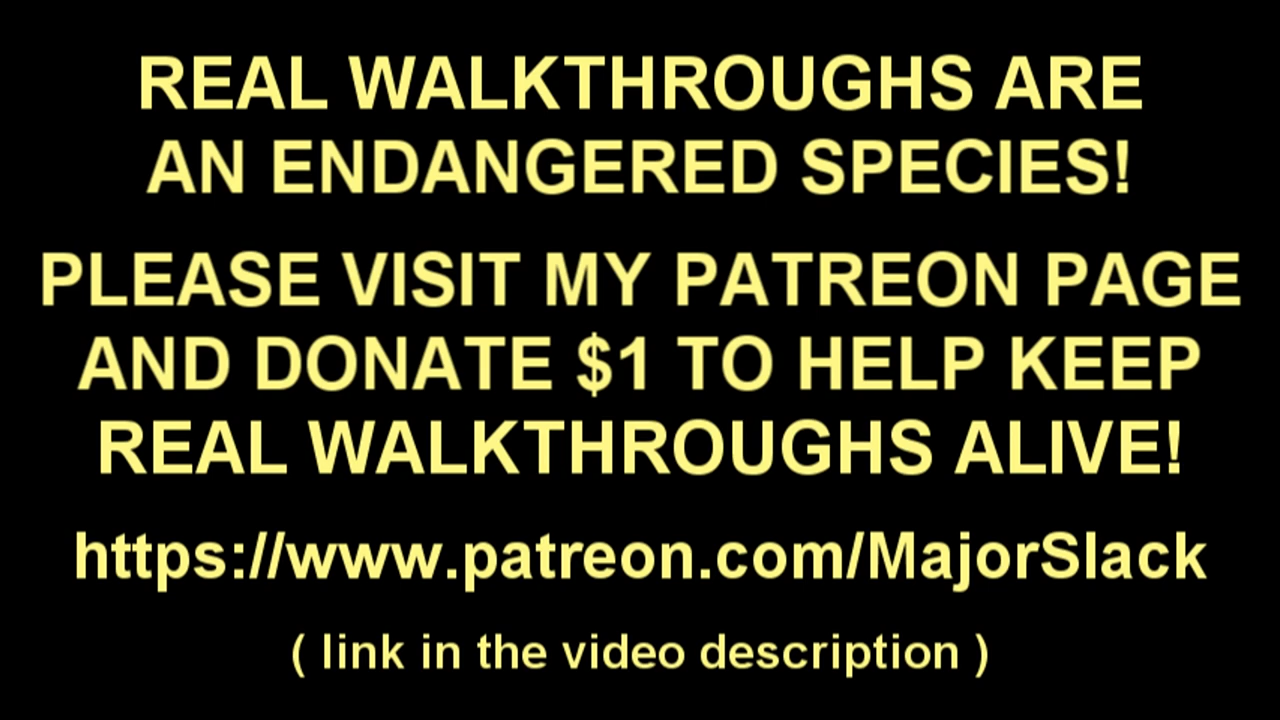 REAL WALKTHROUGHS ARE
AN ENDANGERED SPECIES!
PLEASE VISIT MY PATREON PAGE
AND DONATE $1 TO HELP KEEP
REAL WALKTHROUGHS ALIVE!
https://www.patreon.com/MajorSlack
( link in the video description )